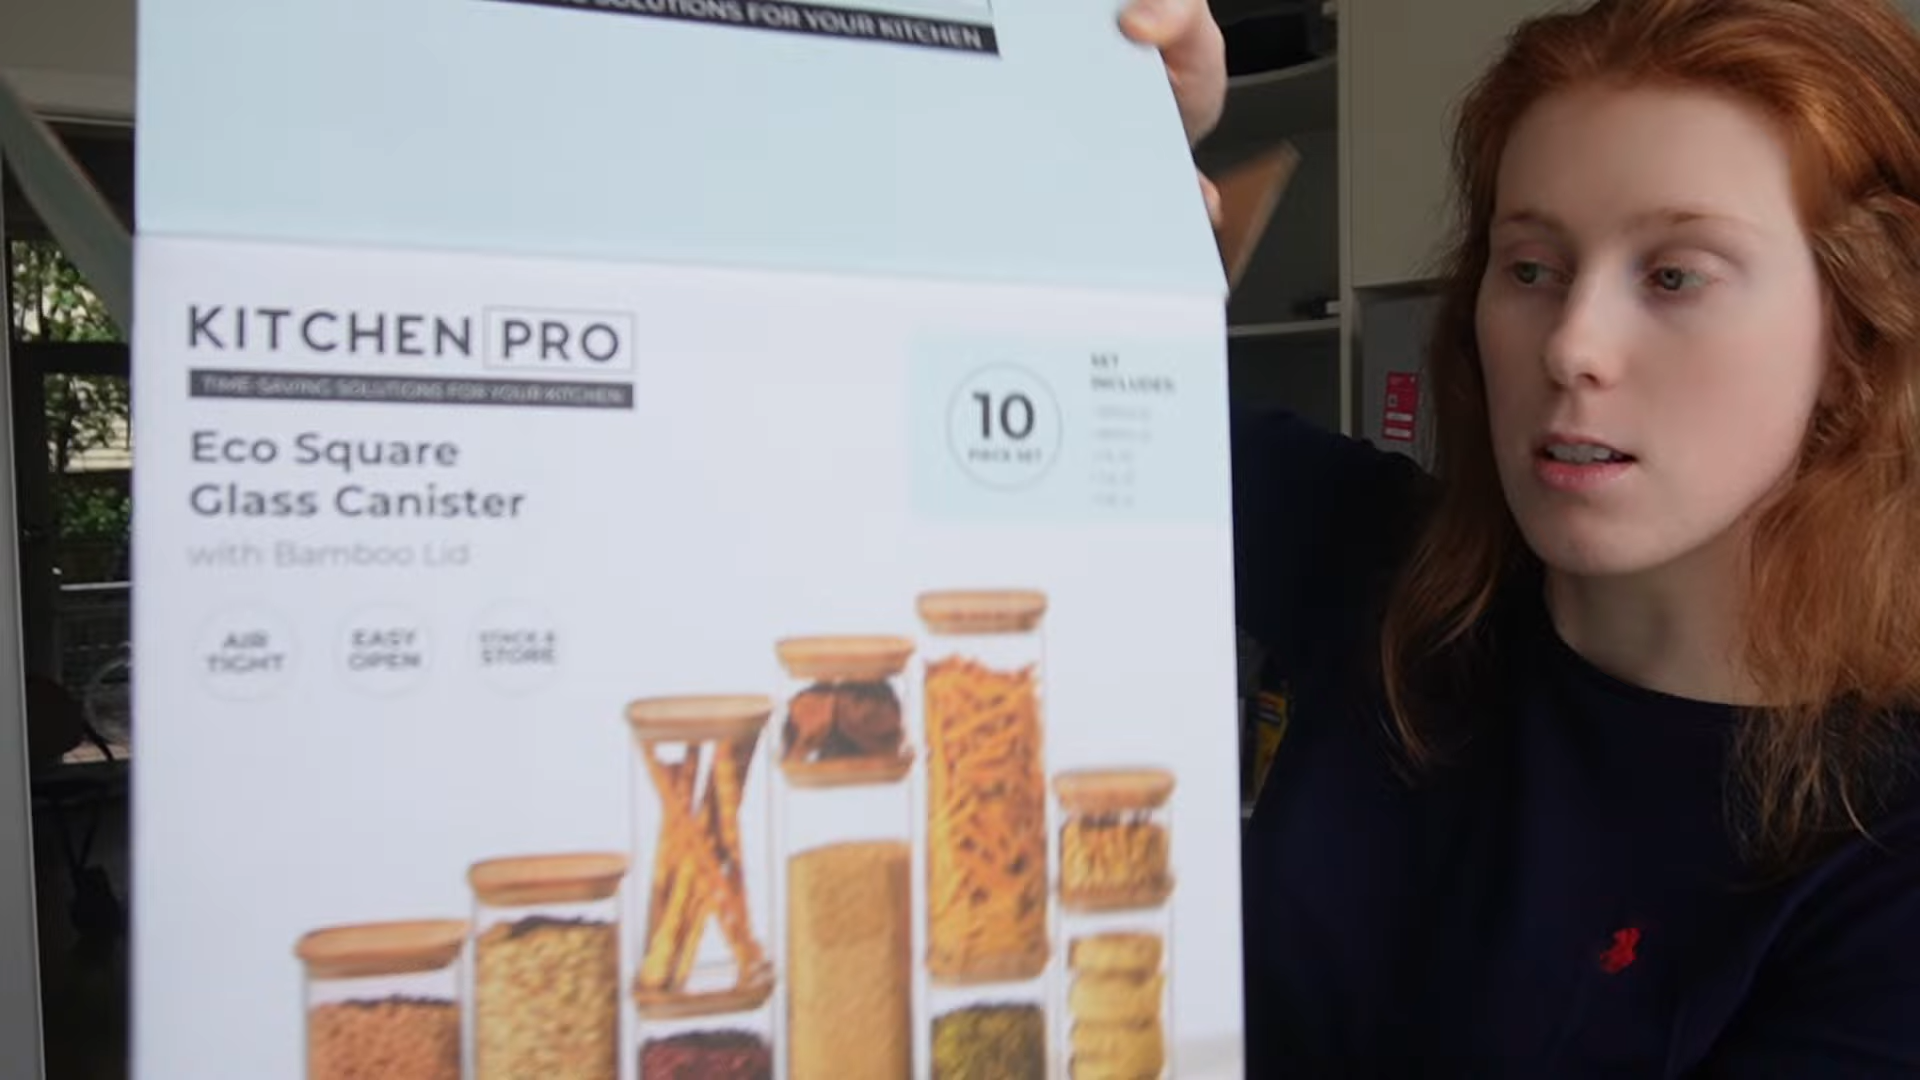 SOLUTIONS FOR YOUR KITCHEN
KITCHEN PRO
TIME-SAVING SOLUTIONS FOR YOUR KITCHEN
Eco Square
Glass Canister
with Bamboo Lid
10
PIECE SET
SET
INCLUDES
AIR
TIGHT
EASY
OPEN
STACK &
STORE